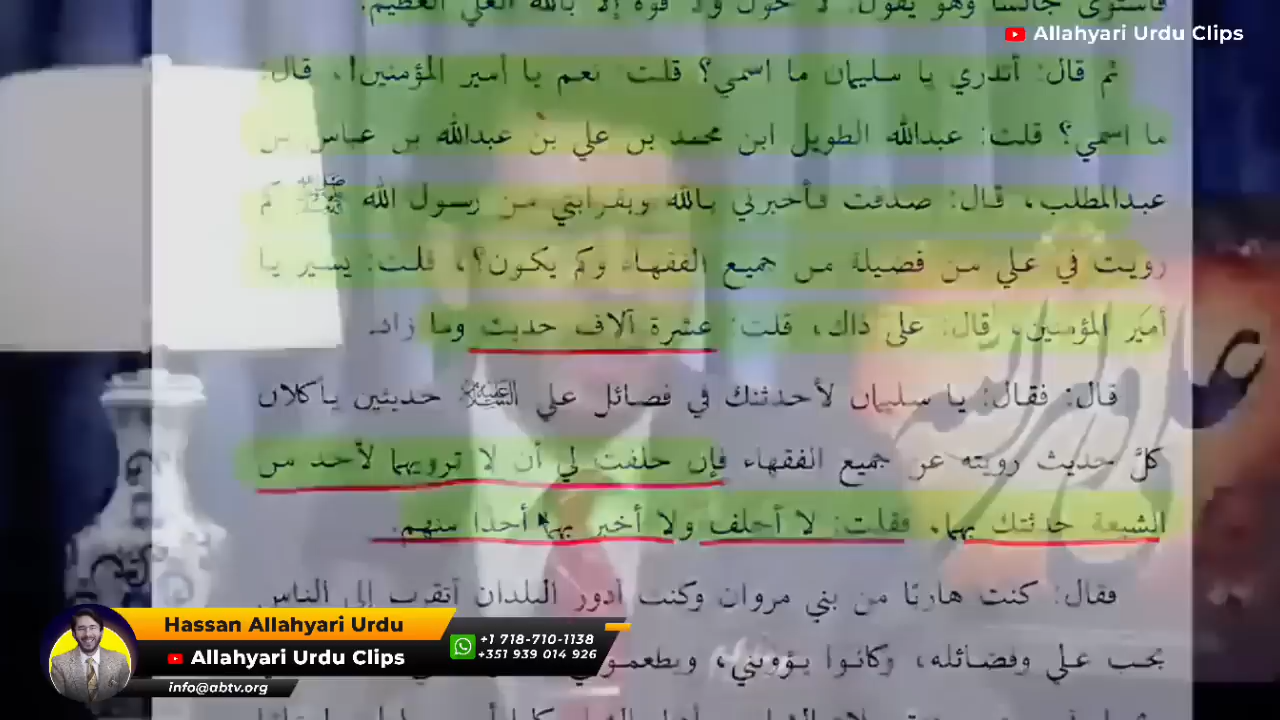 فاستوى جالسًا وهو يقول: لا حول ولا قوة إلا بالله العلي العظيم.
Allahyari Urdu Clips
ثم قال: أتدري يا سليمان ما اسمي؟ قلت: نعم يا أمير المؤمنين!، قال:
ما اسمي؟ قلت: عبدالله الطويل ابن محمد بن علي بن عبدالله بن عباس بن
عبدالمطلب، قال: صدقت فأخبرني بالله وبقرابتي من رسول الله ﷺ كم
رويت في علي من فضيلة من جميع الفقهاء وكم يكون؟، قلت: يسير يا
أمير المؤمنين، قال: على ذاك، قلت: عشرة آلاف حديث وما زاد.
قال: فقال: يا سليمان لأحدثنك في فضائل علي عليه السلام حديثين يأكلان
كلَّ حديث رويته عن جميع الفقهاء فإن حلفت لي أن لا ترويهما لأحد من
الشيعة حدثتك بهما، فقلت: لا أحلف ولا أخبر بهما أحدا منهم.
فقال: كنت هاربًا من بني مروان وكنت أدور البلدان أتقرب إلى الناس
بحب علي وفضائله، وكانوا يؤوبني، ويطعموني
Hassan Allahyari Urdu
Allahyari Urdu Clips
info@abtv.org
+1 718-710-1138
+351 939 014 926